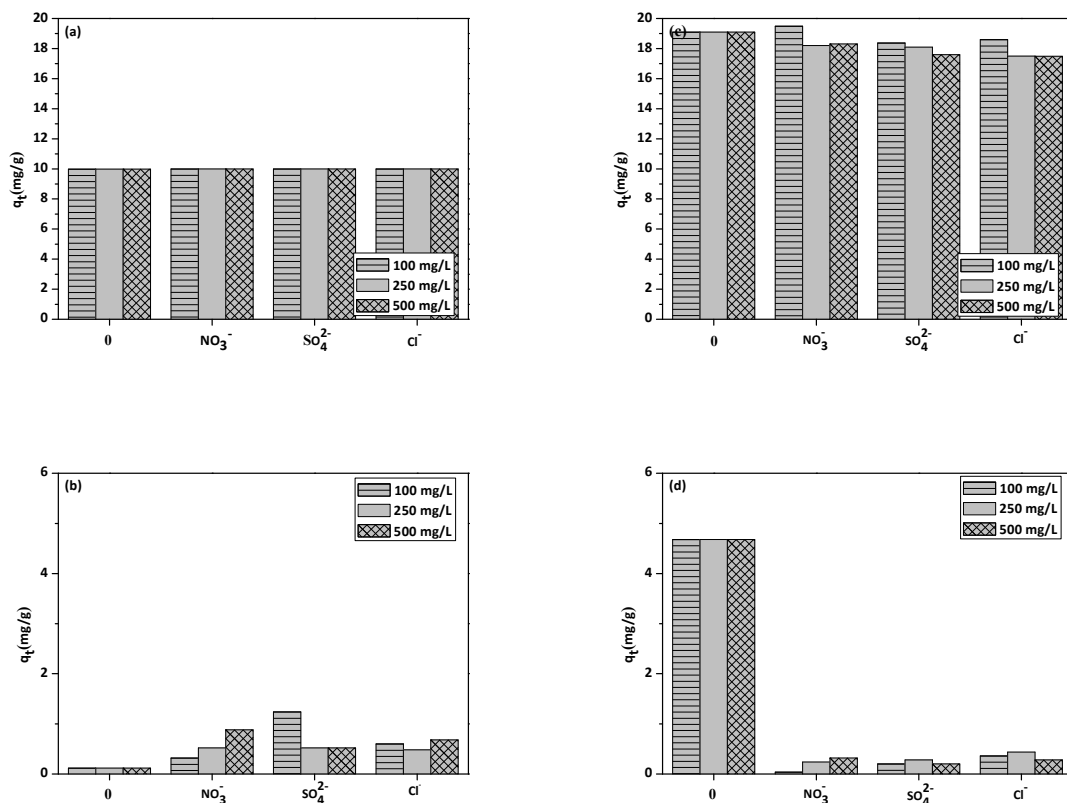 (a)
20
18
16
14
12
10
8
6
4
2
0
qt(mg/g)
100 mg/L
250 mg/L
500 mg/L
0 NO3- SO42- Cl-
(c)
20
18
16
14
12
10
8
6
4
2
0
qt(mg/g)
100 mg/L
250 mg/L
500 mg/L
0 NO3- SO42- Cl-
(b)
6
4
2
0
qt(mg/g)
100 mg/L
250 mg/L
500 mg/L
0 NO3- SO42- Cl-
(d)
6
4
2
0
qt(mg/g)
100 mg/L
250 mg/L
500 mg/L
0 NO3- SO42- Cl-